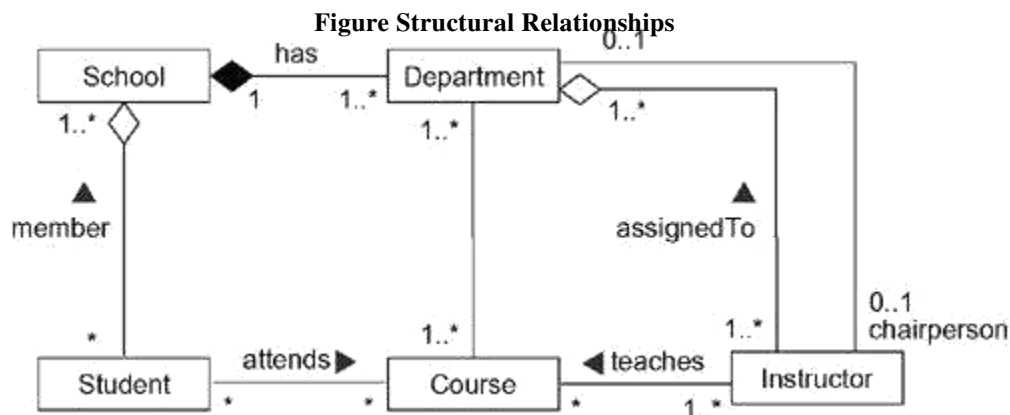 Figure Structural Relationships
has
0..1
School
Department
1
1..*
1..*
1..*
1..*
member
assignedTo
0..1
chairperson
*
1..*
1..*
attends
teaches
Student
Course
Instructor
*
*
*
1..*